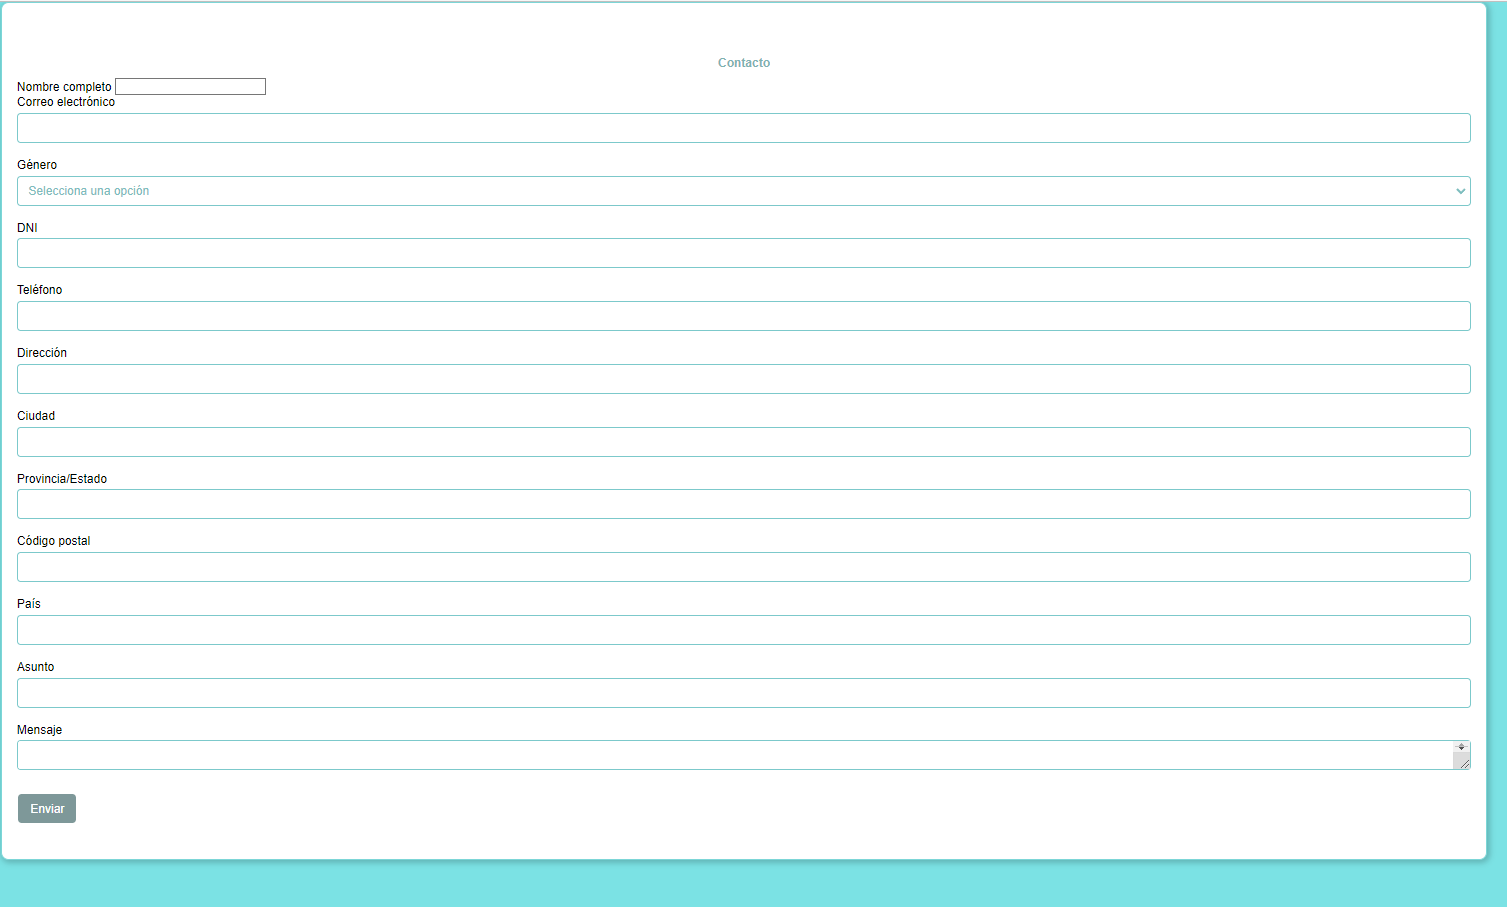 Contacto
Nombre completo
Correo electrónico
Género
Selecciona una opción
DNI
Teléfono
Dirección
Ciudad
Provincia/Estado
Código postal
País
Asunto
Mensaje
Enviar